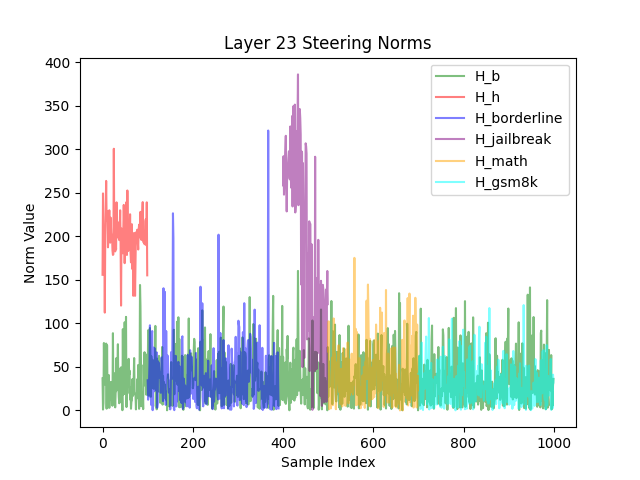 Layer 23 Steering Norms
Norm Value
400
350
300
250
200
150
100
50
0
H_b
H_h
H_borderline
H_jailbreak
H_math
H_gsm8k
0
200
400
600
800
1000
Sample Index